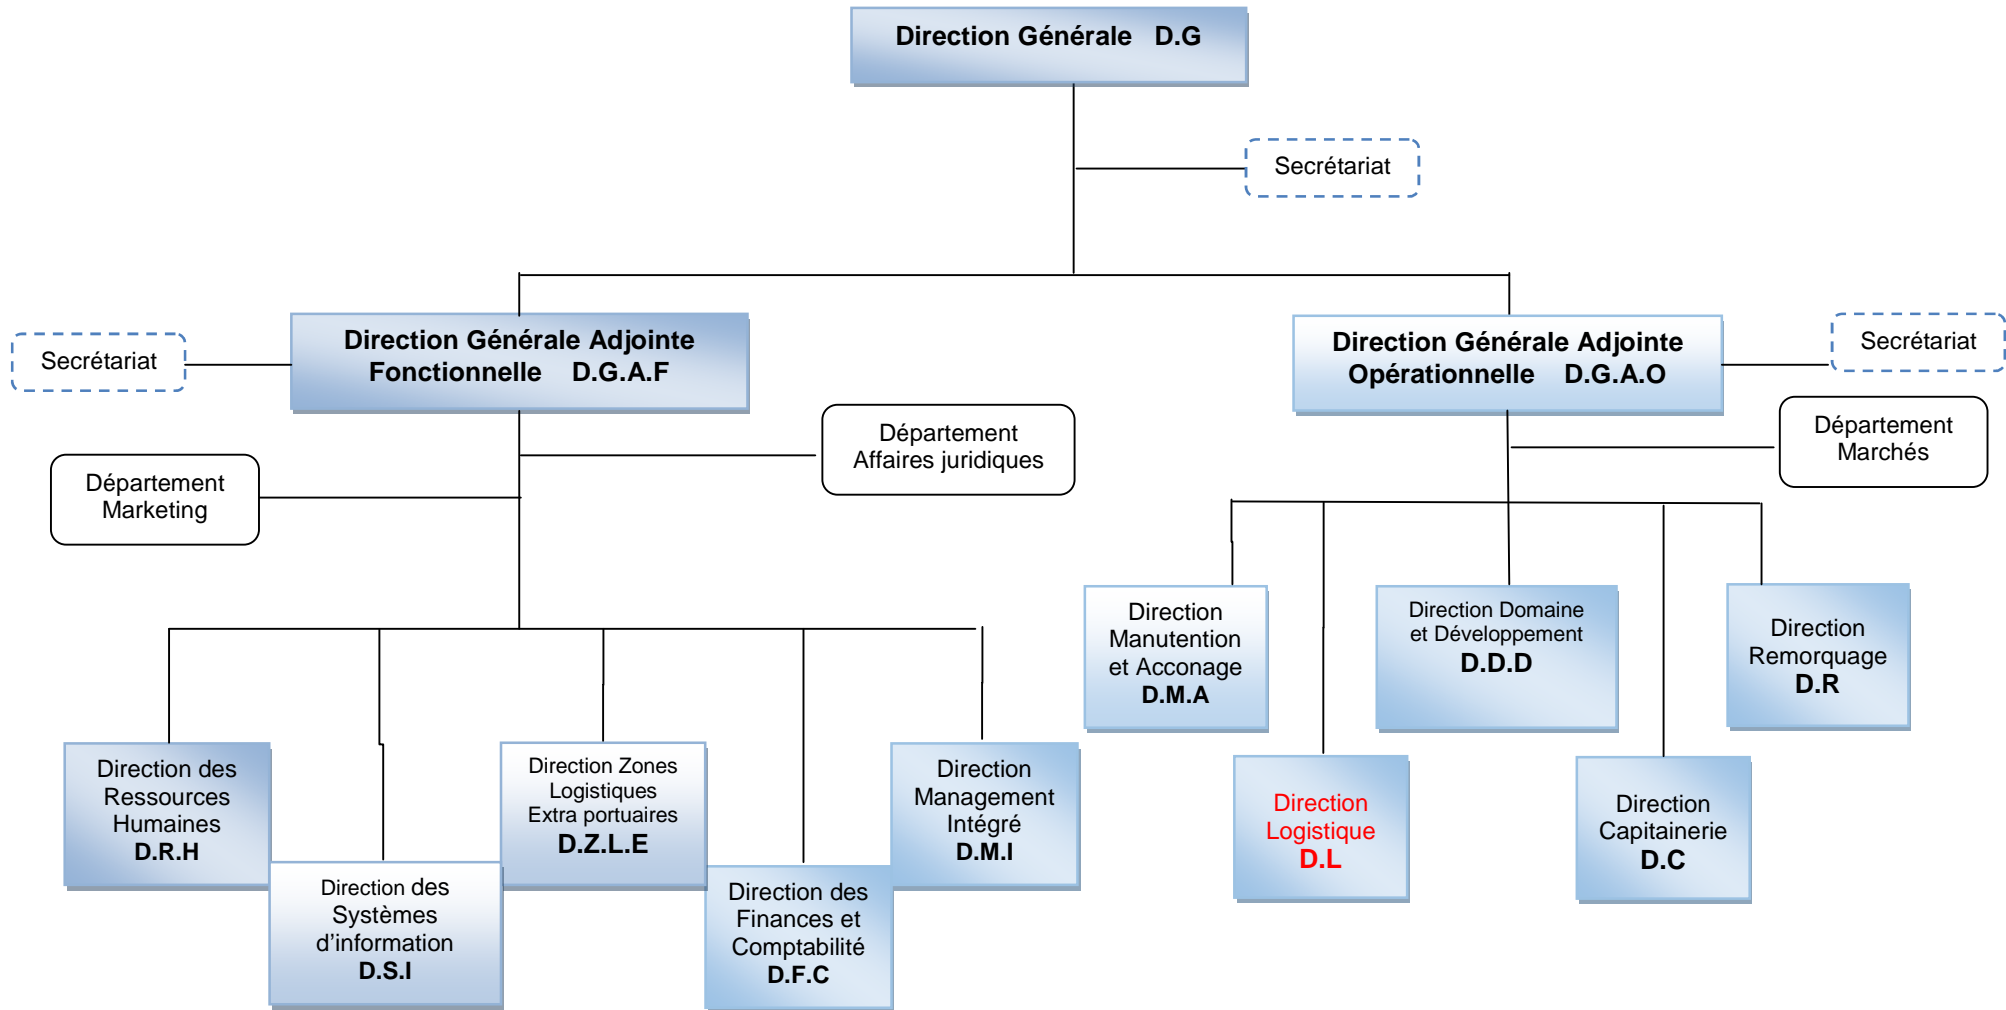 Direction Générale D.G
Secrétariat
Direction Générale Adjointe
Fonctionnelle D.G.A.F
Secrétariat
Direction Générale Adjointe
Opérationnelle D.G.A.O
Secrétariat
Département
Affaires juridiques
Département
Marketing
Département
Marchés
Direction
Manutention
et Acconage
D.M.A
Direction Domaine
et Développement
D.D.D
Direction
Remorquage
D.R
Direction des
Ressources
Humaines
D.R.H
Direction des
Systèmes
d’information
D.S.I
Direction Zones
Logistiques
Extra portuaires
D.Z.L.E
Direction des
Finances et
Comptabilité
D.F.C
Direction
Management
Intégré
D.M.I
Direction
Logistique
D.L
Direction
Capitainerie
D.C